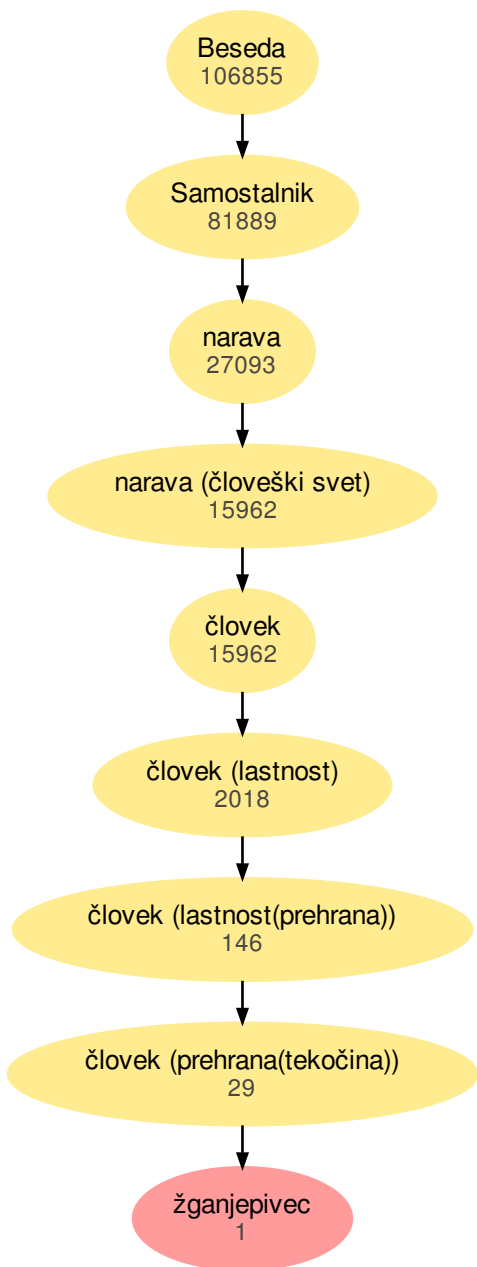 Beseda
106855
Samostalnik
81889
narava
27093
narava (človeški svet)
15962
človek
15962
človek (lastnost)
2018
človek (lastnost(prehrana))
146
človek (prehrana(tekočina))
29
žganjepivec
1